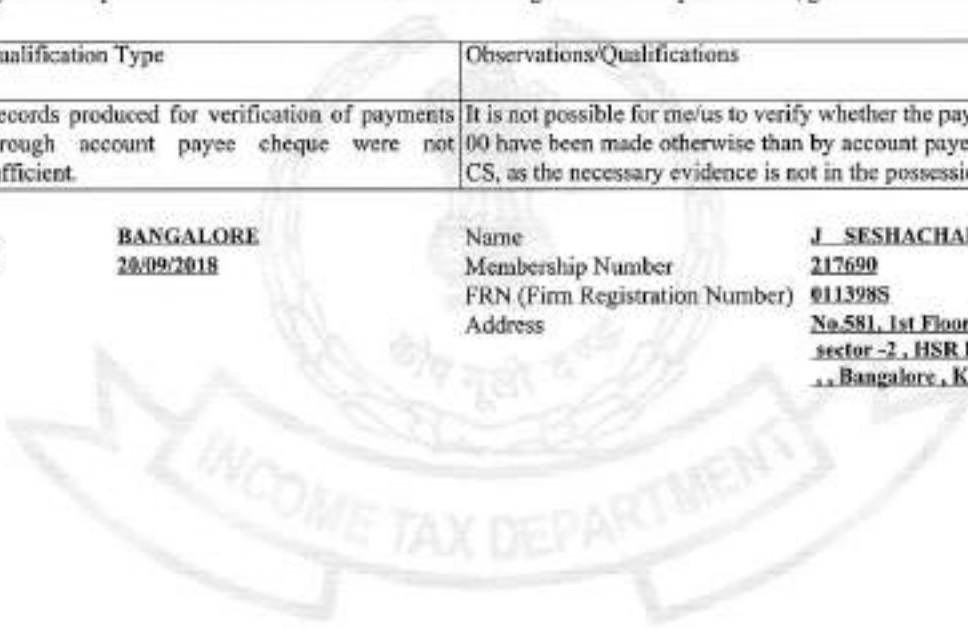 ualification Type Observations/Qualifications
ecords produced for verification of payments It is not possible for me/us to verify whether the pay
rough account payee cheque were not 00 have been made otherwise than by account paye
fficient. CS, as the necessary evidence is not in the possessi
BANGALORE Name J SESHACHA
20/09/2018 Membership Number 217690
FRN (Firm Registration Number) 011398S
Address No.581, 1st Floor
sector -2 , HSR
, , Bangalore , K
कोष मूलो दण्ड
INCOME TAX DEPARTMENT